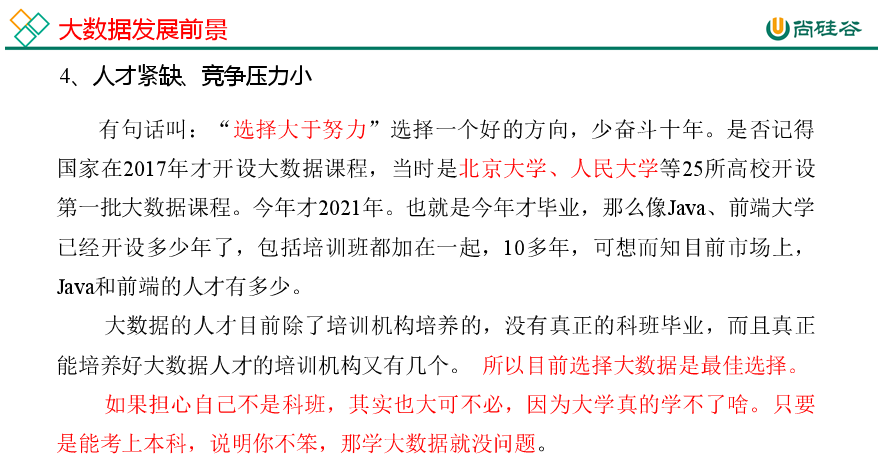 大数据发展前景
尚硅谷
4、人才紧缺、竞争压力小
有句话叫：“选择大于努力”选择一个好的方向，少奋斗十年。是否记得
国家在2017年才开设大数据课程，当时是北京大学、人民大学等25所高校开设
第一批大数据课程。今年才2021年。也就是今年才毕业，那么像Java、前端大学
已经开设多少年了，包括培训班都加在一起，10多年，可想而知目前市场上，
Java和前端的人才有多少。
大数据的人才目前除了培训机构培养的，没有真正的科班毕业，而且真正
能培养好大数据人才的培训机构又有几个。 所以目前选择大数据是最佳选择。
如果担心自己不是科班，其实也大可不必，因为大学真的学不了啥。只要
是能考上本科，说明你不笨，那学大数据就没问题。